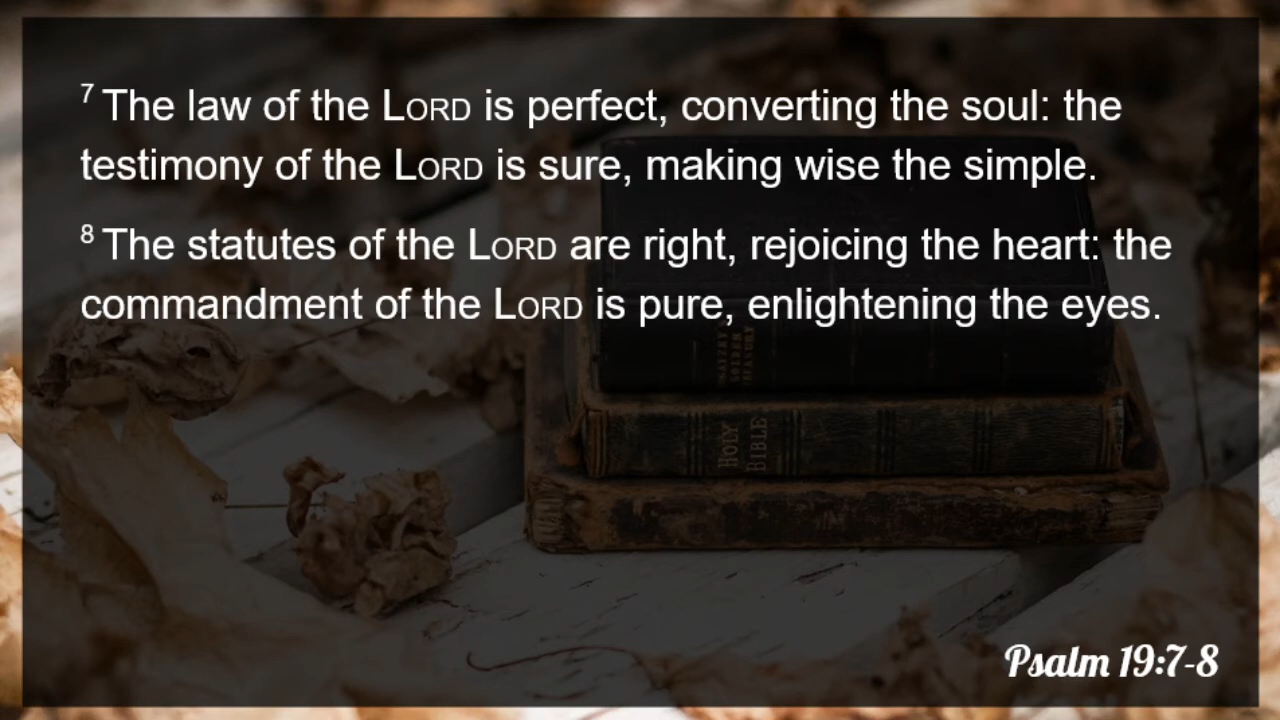 7 The law of the LORD is perfect, converting the soul: the
testimony of the LORD is sure, making wise the simple.
8 The statutes of the LORD are right, rejoicing the heart: the
commandment of the LORD is pure, enlightening the eyes.
GOLDEN
TREASURY
HOLY
BIBLE
Psalm 19:7-8